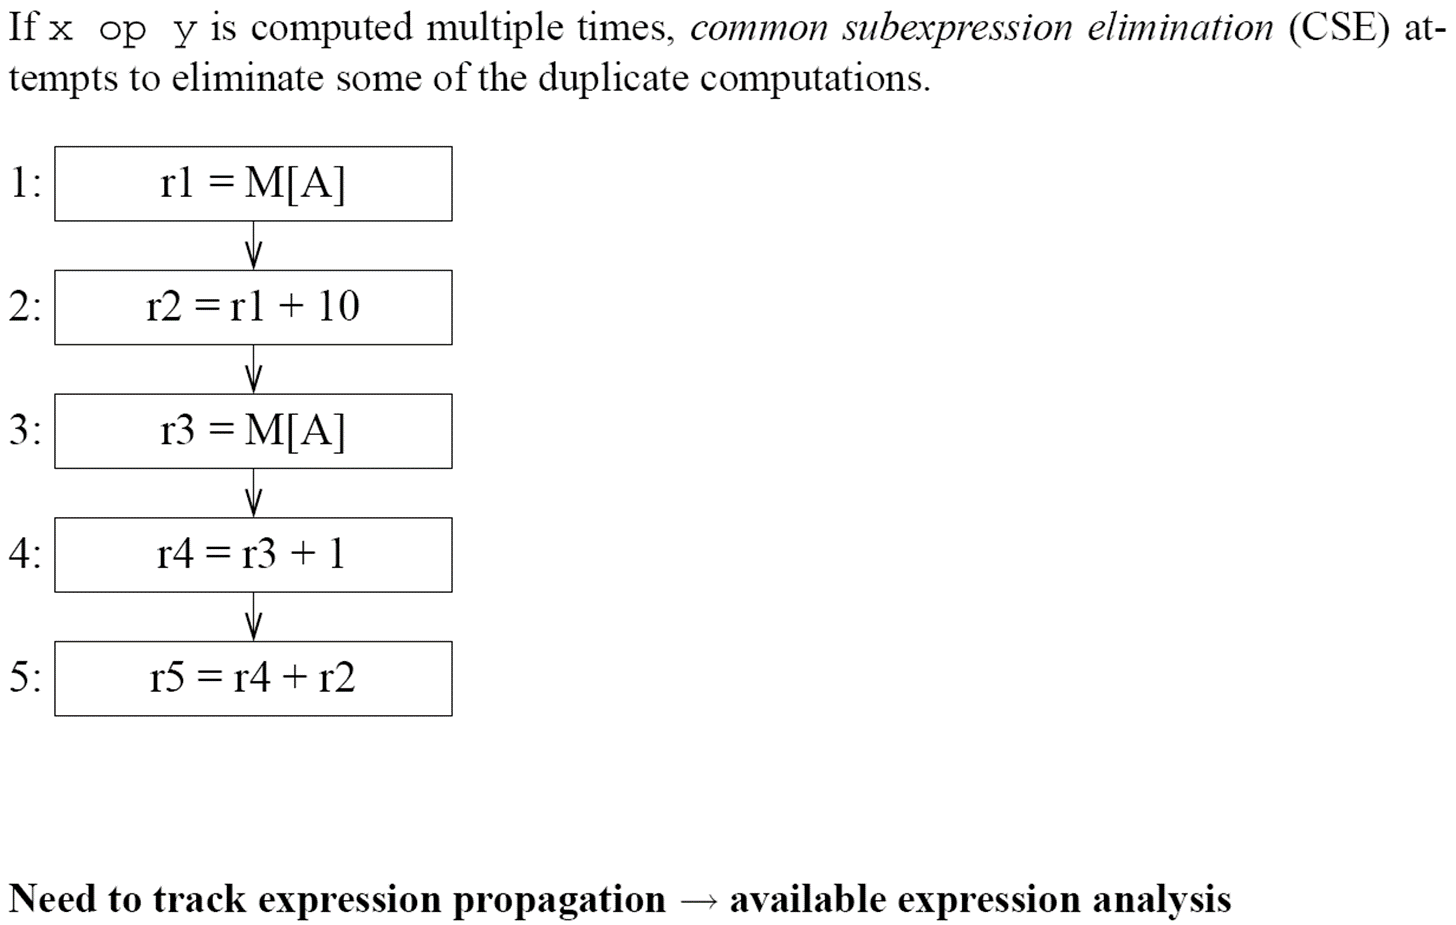 If x op y is computed multiple times, common subexpression elimination (CSE) at-
tempts to eliminate some of the duplicate computations.
1: r1 = M[A]
2: r2 = r1 + 10
3: r3 = M[A]
4: r4 = r3 + 1
5: r5 = r4 + r2
Need to track expression propagation → available expression analysis